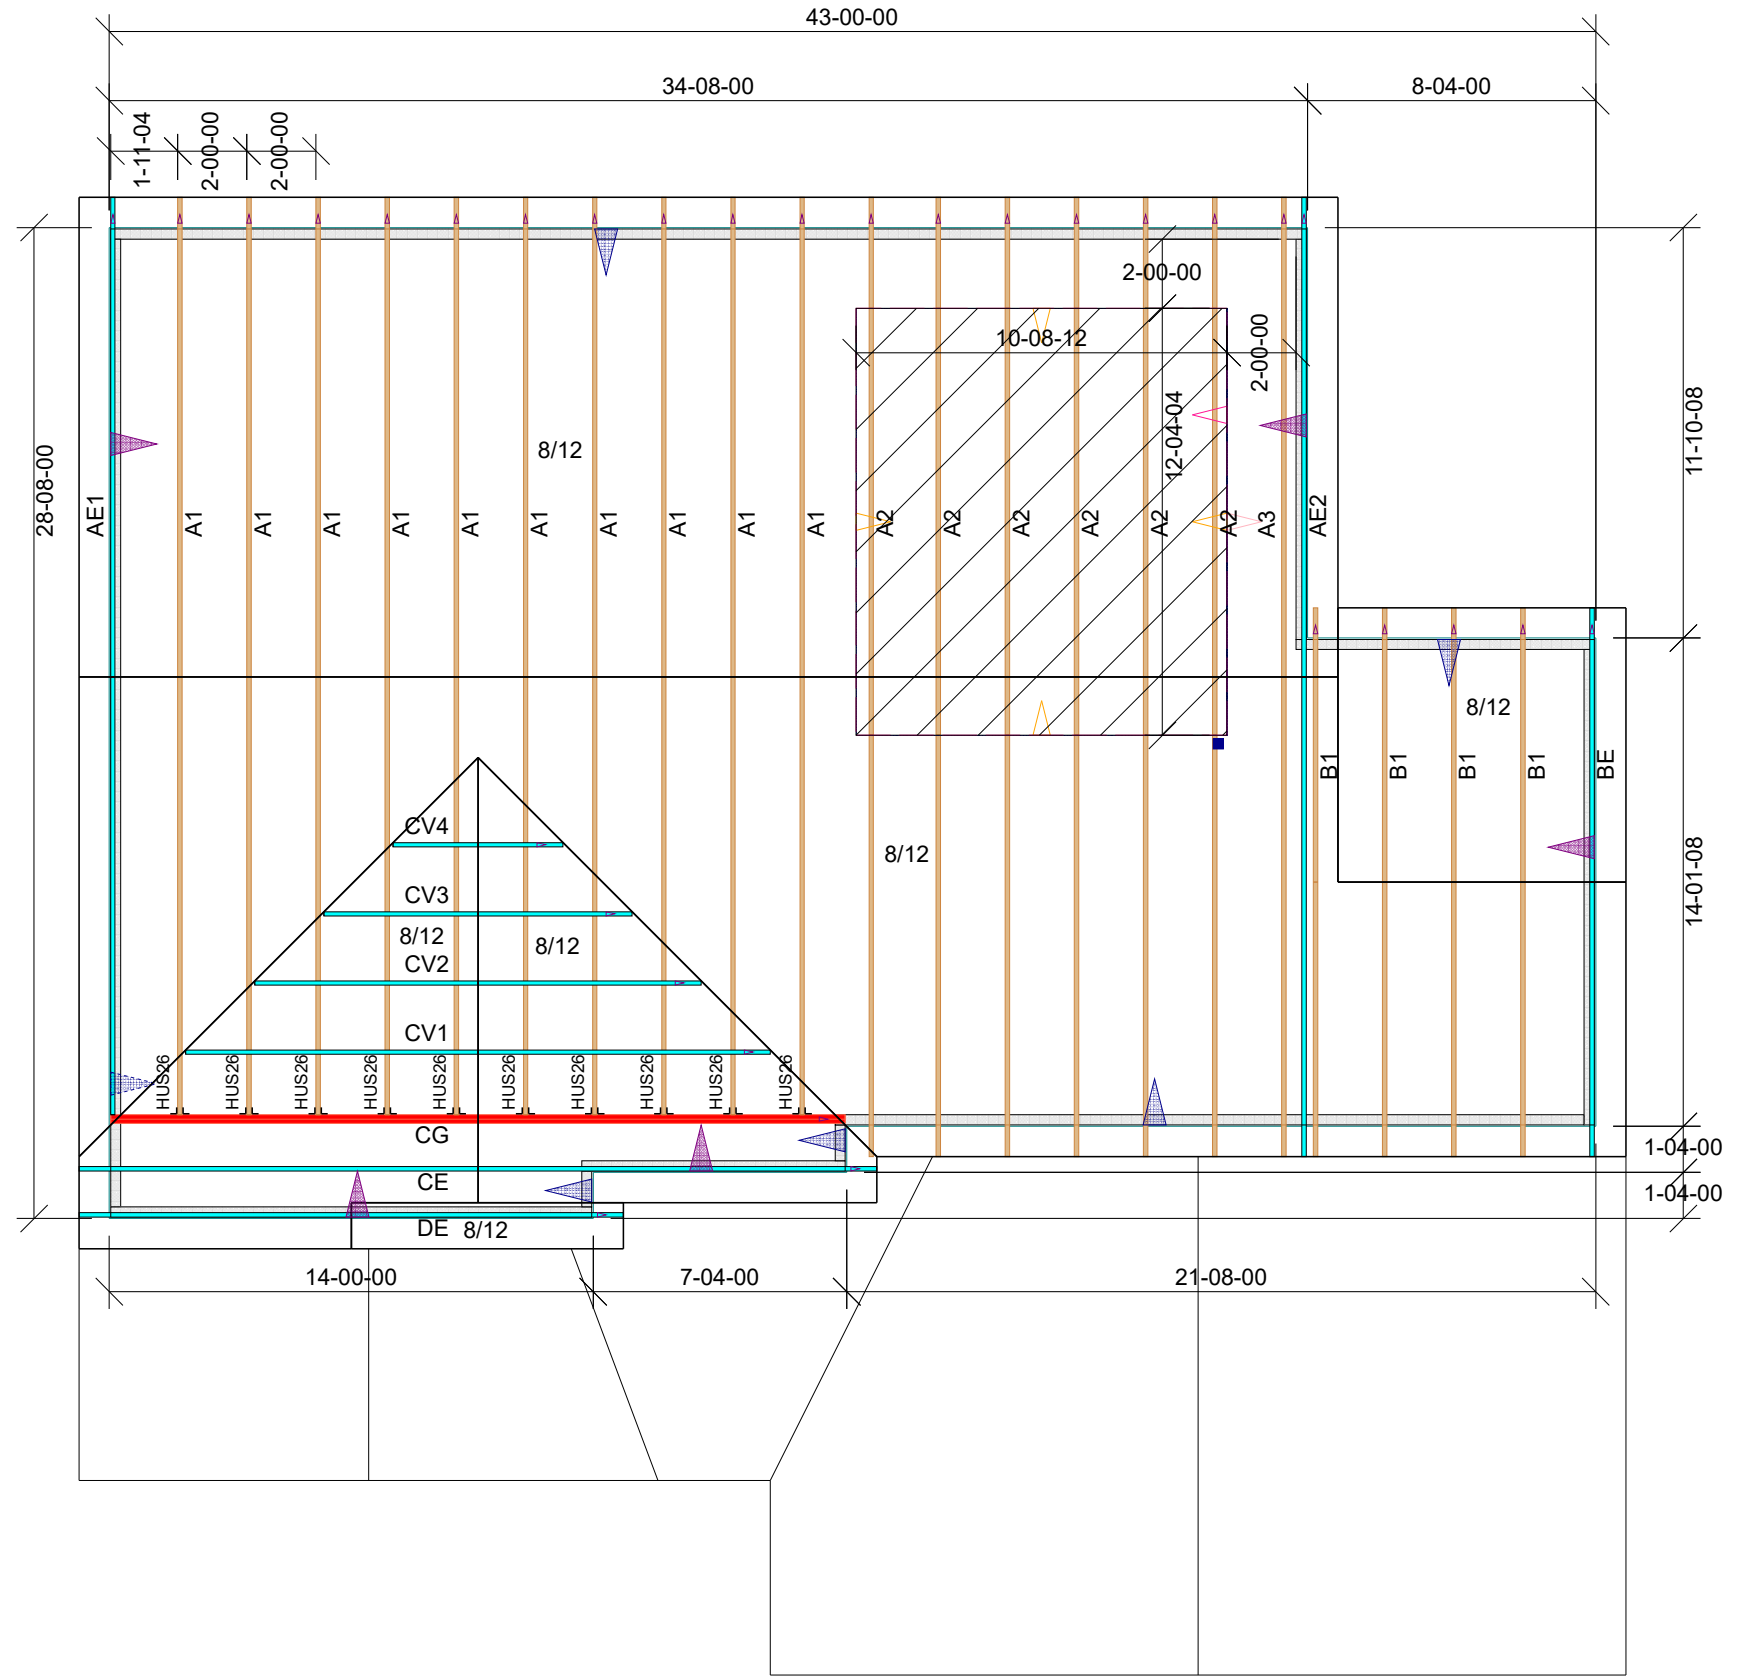 43-00-00
34-08-00
8-04-00
1-11-04
2-00-00
2-00-00
2-00-00
10-08-12
2-00-00
12-04-04
11-10-08
28-08-00
8/12
AE1
A1
A1
A1
A1
A1
A1
A1
A1
A1
A1
A2
A2
A2
A2
A2
A2
A3
AE2
8/12
B1
B1
B1
B1
BE
CV4
8/12
14-01-08
CV3
8/12
8/12
CV2
CV1
HUS26
HUS26
HUS26
HUS26
HUS26
HUS26
HUS26
HUS26
HUS26
HUS26
CG
1-04-00
CE
1-04-00
DE
8/12
14-00-00
7-04-00
21-08-00